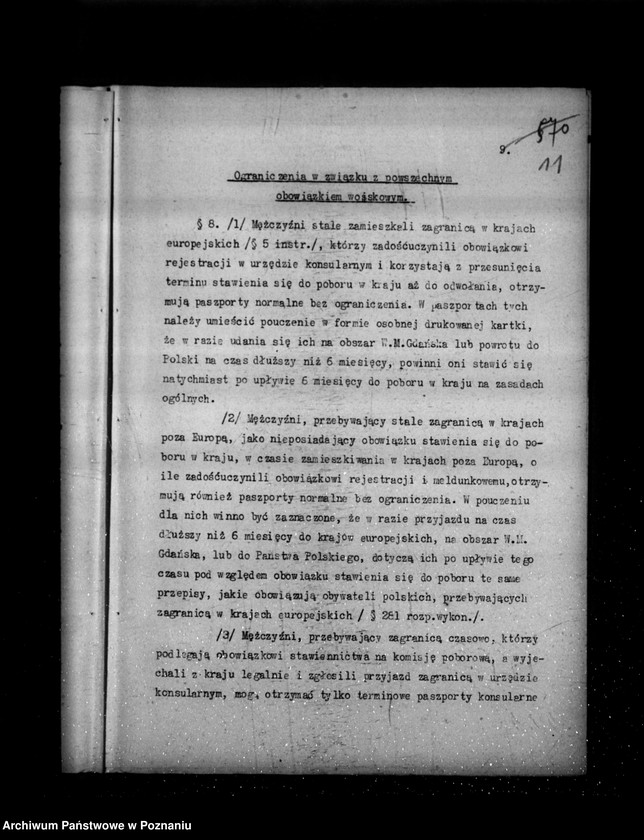 9. 570
11
Ograniczenia w związku z powszechnym
obowiązkiem wojskowym.
§ 8. /1/ Mężczyźni stale zamieszkali zagranicą w krajach
europejskich /§ 5 instr./, którzy zadośćuczynili obowiązkowi
rejestracji w urzędzie konsularnym i korzystają z przesunięcia
terminu stawienia się do poboru w kraju aż do odwołania, otrzy-
mują paszporty normalne bez ograniczenia. W paszportach tych
należy umieścić pouczenie w formie osobnej drukowanej kartki,
że w razie udania się ich na obszar W.M.Gdańska lub powrotu do
Polski na czas dłuższy niż 6 miesięcy, powinni oni stawić się
natychmiast po upływie 6 miesięcy do poboru w kraju na zasadach
ogólnych.
/2/ Mężczyźni, przebywający stale zagranicą w krajach
poza Europą, jako nieposiadający obowiązku stawienia się do po-
boru w kraju, w czasie zamieszkiwania w krajach poza Europą, o
ile zadośćuczynili obowiązkowi rejestracji i meldunkowemu,otrzy-
mują również paszporty normalne bez ograniczenia. W pouczeniu
dla nich winno być zaznaczone, że w razie przyjazdu na czas
dłuższy niż 6 miesięcy do krajów europejskich, na obszar W.M.
Gdańska, lub do Państwa Polskiego, dotyczą ich po upływie tego
czasu pod względem obowiązku stawienia się do poboru te same
przepisy, jakie obowiązują obywateli polskich, przebywających
zagranicą w krajach europejskich / § 281 rozp.wykon./.
/3/ Mężczyźni, przebywający zagranicą czasowo, którzy
podlegają obowiązkowi stawiennictwa na komisję poborową, a wyje-
chali z kraju legalnie i zgłosili przyjazd zagranicą w urzędzie
konsularnym, mogą otrzymać tylko terminowe paszporty konsularne
Archiwum Państwowe w Poznaniu